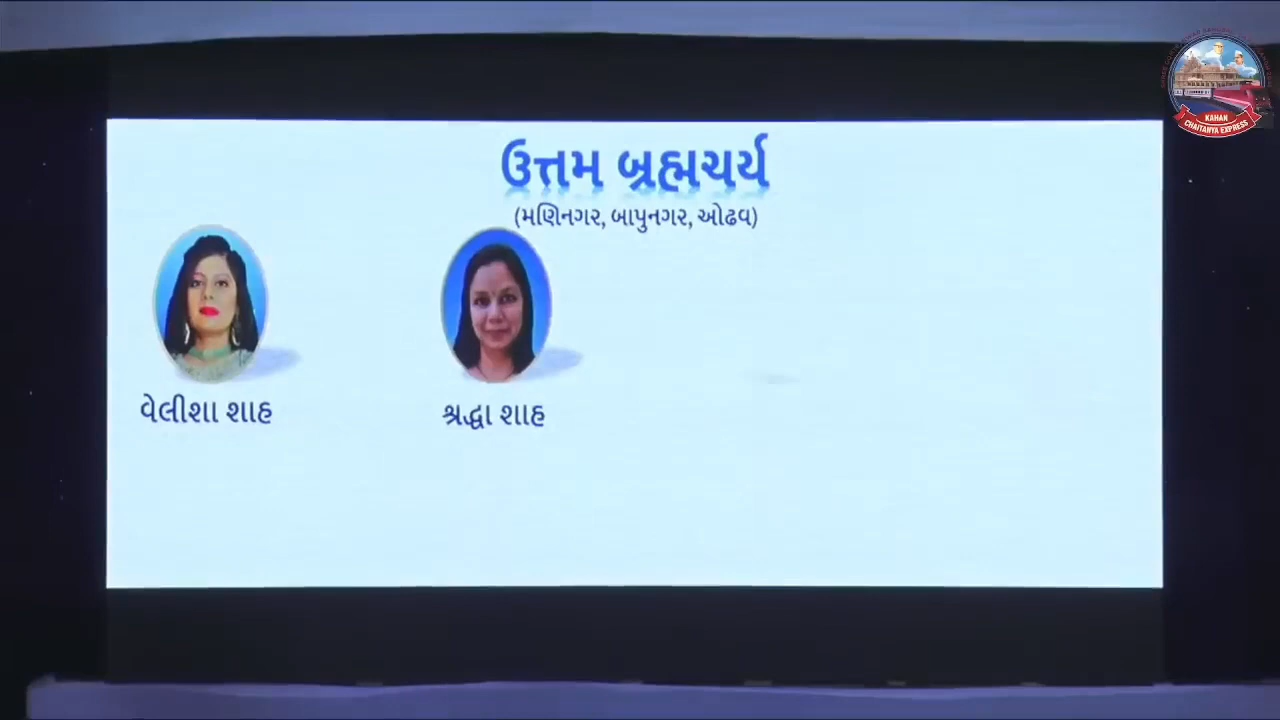 ઉત્તમ બ્રહ્મચર્ય
(મણિનગર, બાપુનગર, ઓઢવ)
વેલીશા શાહ
શ્રદ્ધા શાહ
KAHAN
CHAITANYA EXPRESS